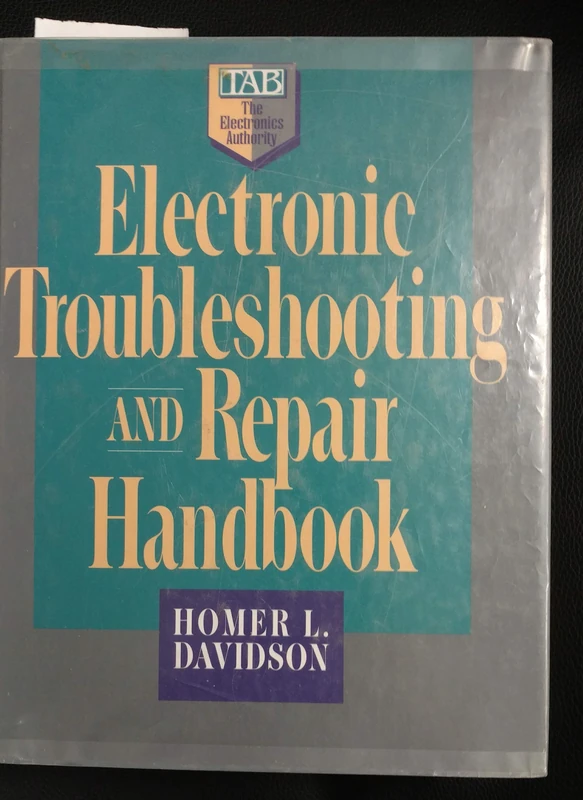 TAB
The
Electronics
Authority
Electronic
Troubleshooting
AND Repair
Handbook
HOMER L.
DAVIDSON